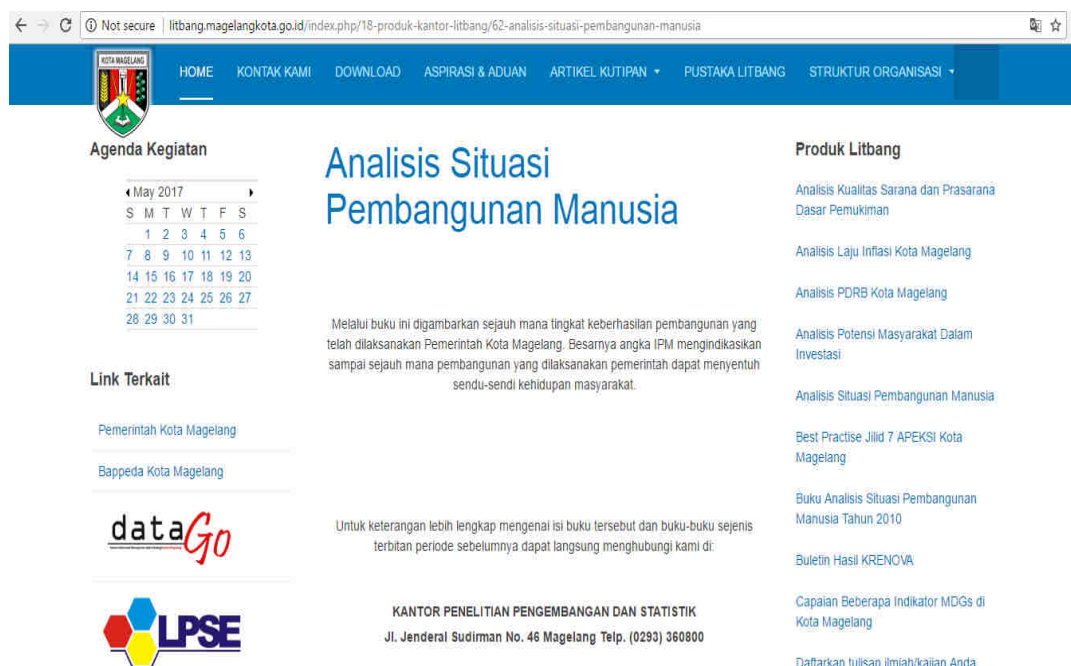 Not secure | litbang.magelangkota.go.id/index.php/18-produk-kantor-litbang/62-analisis-situasi-pembangunan-manusia
KOTA MAGELANG
HOME KONTAK KAMI DOWNLOAD ASPIRASI & ADUAN ARTIKEL KUTIPAN PUSTAKA LITBANG STRUKTUR ORGANISASI
Agenda Kegiatan
May 2017
S M T W T F S
1 2 3 4 5 6
7 8 9 10 11 12 13
14 15 16 17 18 19 20
21 22 23 24 25 26 27
28 29 30 31
Link Terkait
Pemerintah Kota Magelang
Bappeda Kota Magelang
dataGo
LPSE
Analisis Situasi
Pembangunan Manusia
Melalui buku ini digambarkan sejauh mana tingkat keberhasilan pembangunan yang
telah dilaksanakan Pemerintah Kota Magelang. Besarnya angka IPM mengindikasikan
sampai sejauh mana pembangunan yang dilaksanakan pemerintah dapat menyentuh
sendu-sendi kehidupan masyarakat.
Untuk keterangan lebih lengkap mengenai isi buku tersebut dan buku-buku sejenis
terbitan periode sebelumnya dapat langsung menghubungi kami di:
KANTOR PENELITIAN PENGEMBANGAN DAN STATISTIK
Jl. Jenderal Sudirman No. 46 Magelang Telp. (0293) 360800
Produk Litbang
Analisis Kualitas Sarana dan Prasarana
Dasar Pemukiman
Analisis Laju Inflasi Kota Magelang
Analisis PDRB Kota Magelang
Analisis Potensi Masyarakat Dalam
Investasi
Analisis Situasi Pembangunan Manusia
Best Practise Jilid 7 APEKSI Kota
Magelang
Buku Analisis Situasi Pembangunan
Manusia Tahun 2010
Buletin Hasil KRENOVA
Capaian Beberapa Indikator MDGs di
Kota Magelang
Daftarkan tulisan ilmiah/kajian Anda